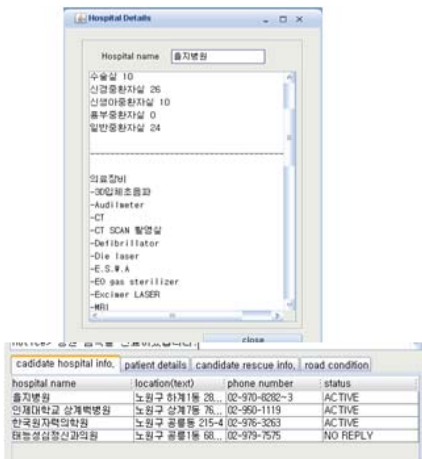 Hospital Details
Hospital name 을지병원
수술실 10
신경중환자실 26
신생아중환자실 10
흉부중환자실 0
일반중환자실 24
의료장비
-3D입체초음파
-Audiimeter
-CT
-CT SCAN 촬영실
-Defibrillator
-Die laser
-E.S.W.A
-EO gas sterilizer
-Excimer LASER
-MRI
close
cadidate hospital info, patient details candidate rescue info, road condition
hospital name location(text) phone number status
을지병원 노원구 하계1동 28... 02-970-8282~3 ACTIVE
인제대학교 상계백병원 노원구 상계7동 76... 02-950-1119 ACTIVE
한국원자력의학원 노원구 공릉동 215-4 02-976-3263 ACTIVE
태능성심정신과의원 노원구 공릉1동 68... 02-979-7575 NO REPLY